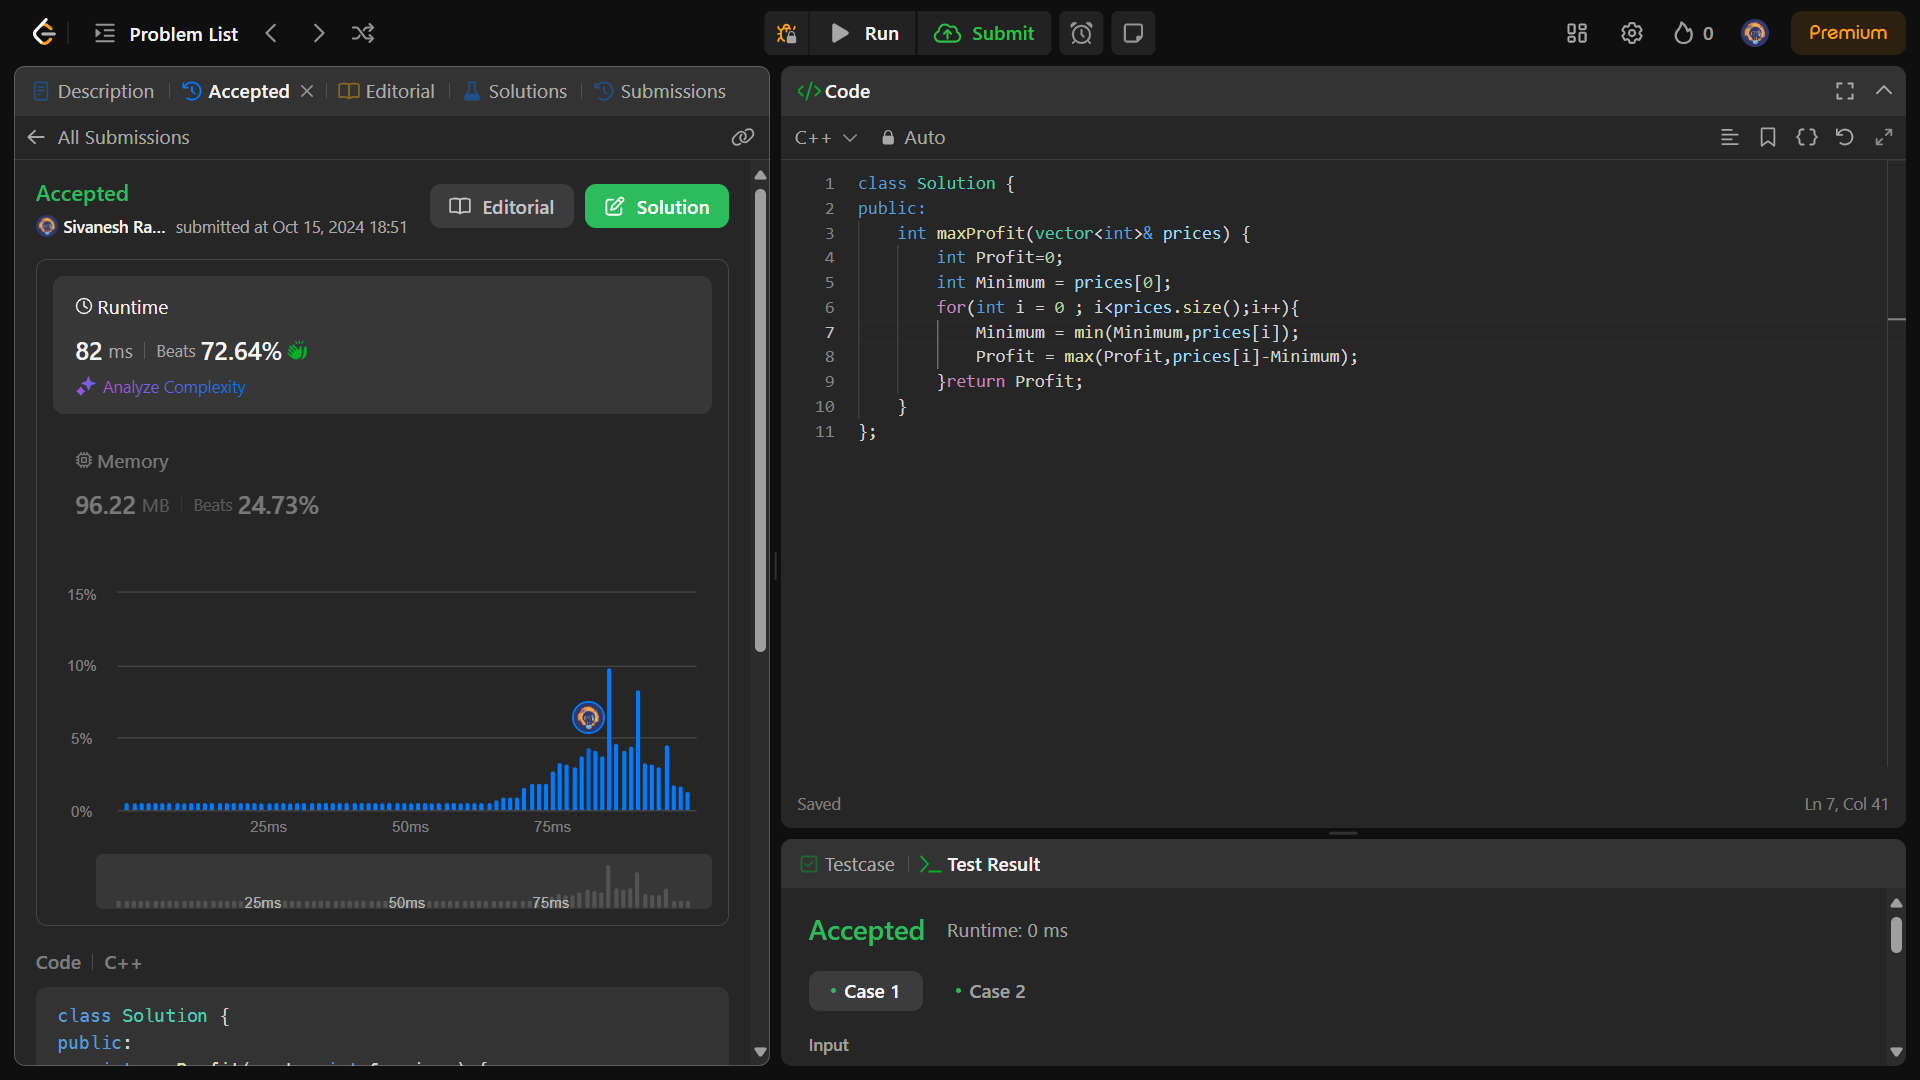 Problem List
Run
Submit
0
Premium
Description
Accepted
Editorial
Solutions
Submissions
All Submissions
Accepted
Sivanesh Ra... submitted at Oct 15, 2024 18:51
Editorial
Solution
Runtime
82 ms
Beats 72.64%
Analyze Complexity
Memory
96.22 MB
Beats 24.73%
15%
10%
5%
0%
25ms 50ms 75ms
25ms 50ms 75ms
Code
C++
class Solution {
public:
Code
C++
Auto
1 class Solution {
2 public:
3 int maxProfit(vector<int>& prices) {
4 int Profit=0;
5 int Minimum = prices[0];
6 for(int i = 0 ; i<prices.size();i++){
7 Minimum = min(Minimum,prices[i]);
8 Profit = max(Profit,prices[i]-Minimum);
9 }return Profit;
10 }
11 };
Saved
Ln 7, Col 41
Testcase
Test Result
Accepted
Runtime: 0 ms
Case 1
Case 2
Input